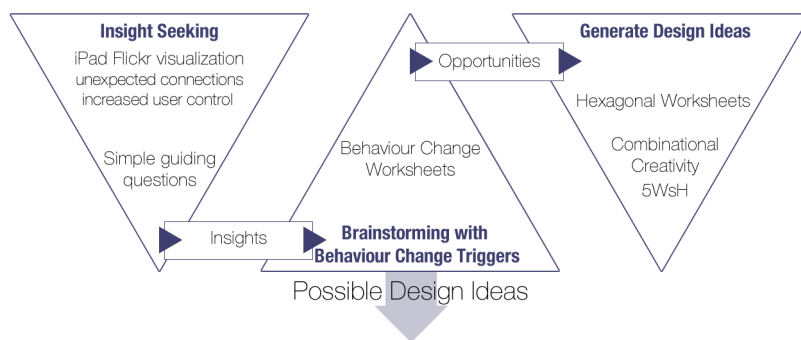 Insight Seeking
iPad Flickr visualization
unexpected connections
increased user control
Simple guiding
questions
Insights
Opportunities
Behaviour Change
Worksheets
Brainstorming with
Behaviour Change Triggers
Possible Design Ideas
Generate Design Ideas
Hexagonal Worksheets
Combinational
Creativity
5WsH